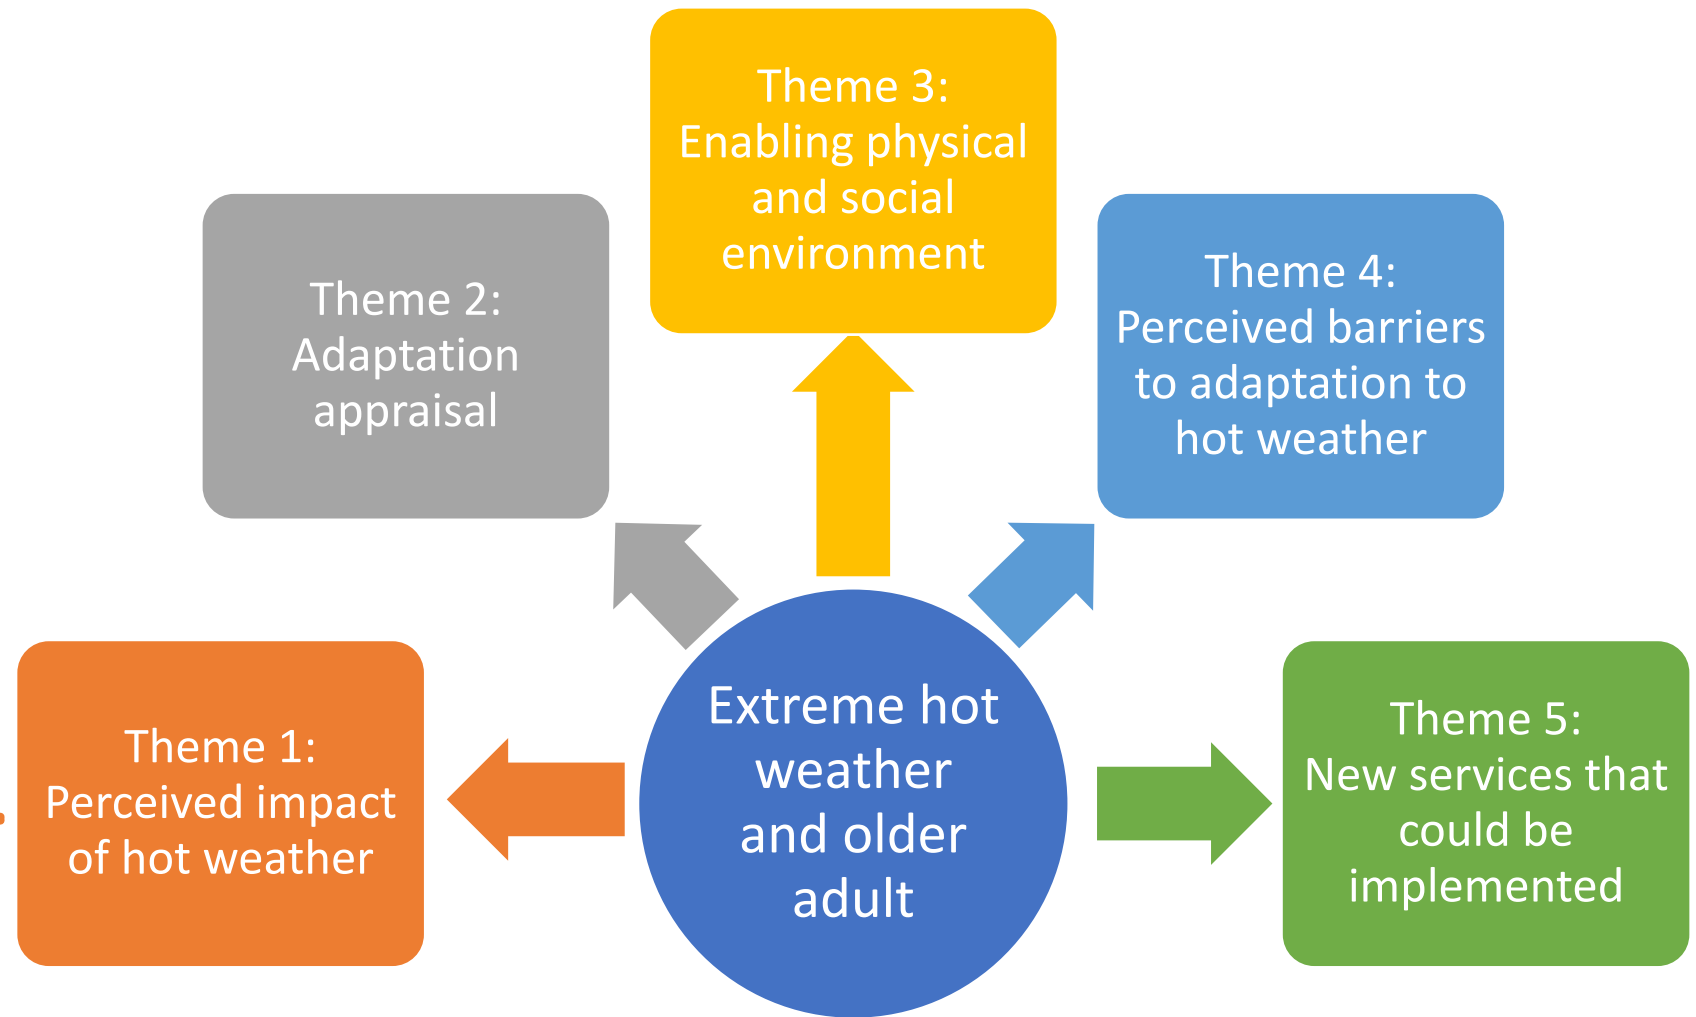 Theme 3:
Enabling physical
and social
environment
Theme 2:
Adaptation
appraisal
Theme 4:
Perceived barriers
to adaptation to
hot weather
Theme 1:
Perceived impact
of hot weather
Extreme hot
weather
and older
adult
Theme 5:
New services that
could be
implemented